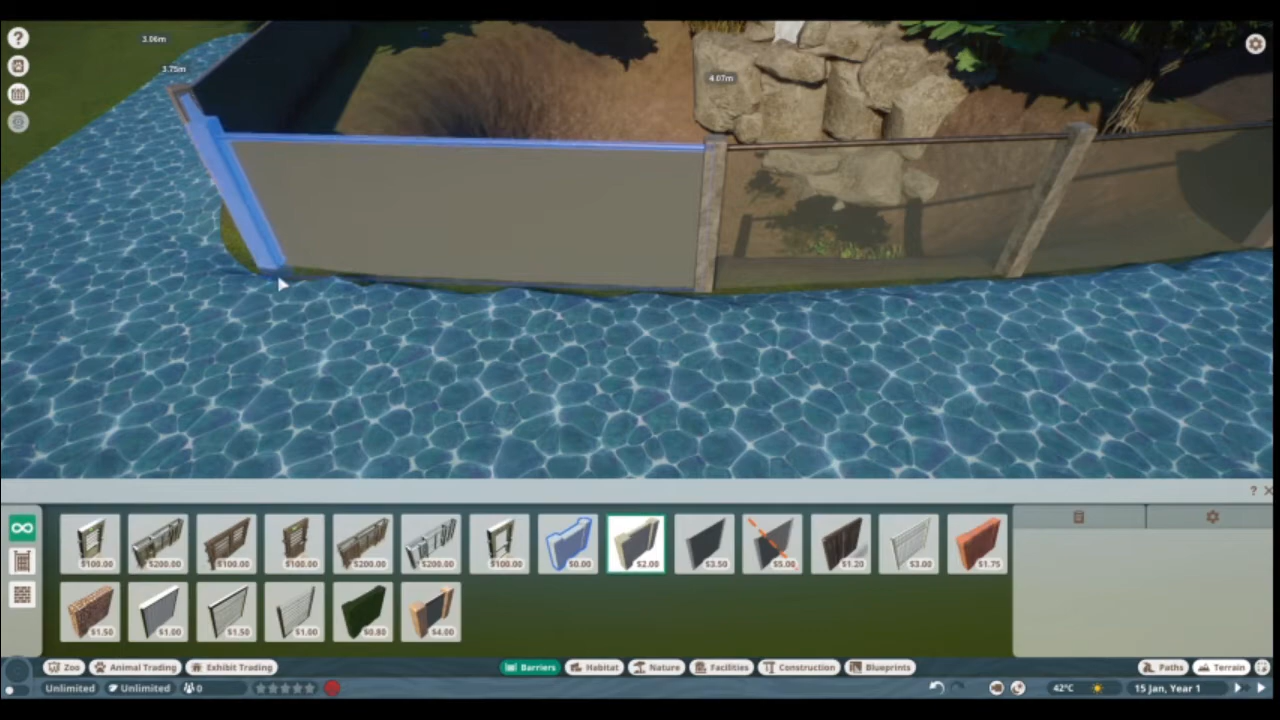 3.06m
3.75m
4.07m
?
? X
$100.00 $200.00 $100.00 $100.00 $200.00 $200.00 $100.00 $0.00 $2.00 $3.50 $5.00 $1.20 $3.00 $1.75
$1.50 $1.00 $1.50 $1.00 $0.80 $4.00
Zoo Animal Trading Exhibit Trading Barriers Habitat Nature Facilities Construction Blueprints Paths Terrain
Unlimited Unlimited 0 42°C 15 Jan, Year 1